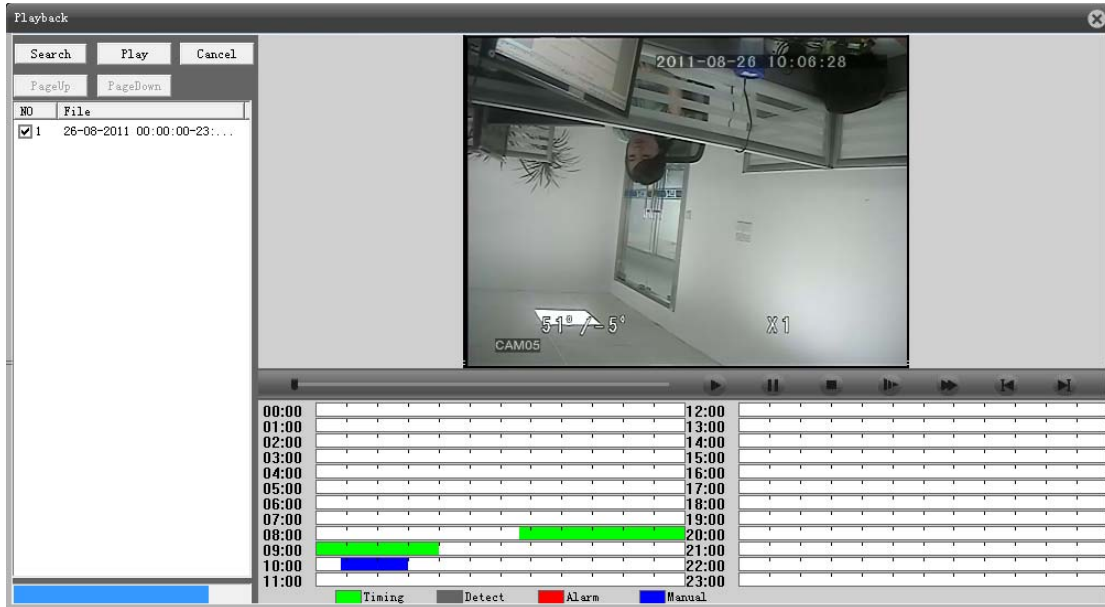 Playback
Search Play Cancel
PageUp PageDown
NO File
1 26-08-2011 00:00:00-23:...
2011-08-26 10:06:28
51° /-5° X1
CAM05
00:00 12:00
01:00 13:00
02:00 14:00
03:00 15:00
04:00 16:00
05:00 17:00
06:00 18:00
07:00 19:00
08:00 20:00
09:00 21:00
10:00 22:00
11:00 23:00
Timing Detect Alarm Manual